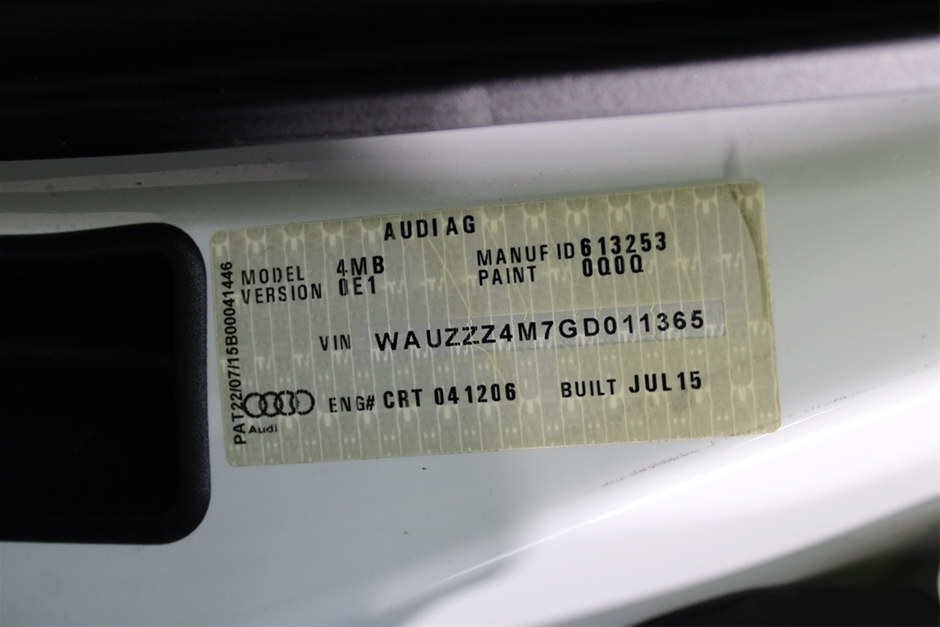 AUDI AG
MODEL 4MB MANUF ID 613253
VERSION 0E1 PAINT 0Q0Q
VIN WAUZZZ4M7GD011365
ENG# CRT 041206 BUILT JUL15
Audi
PAT22/07/15B00041446